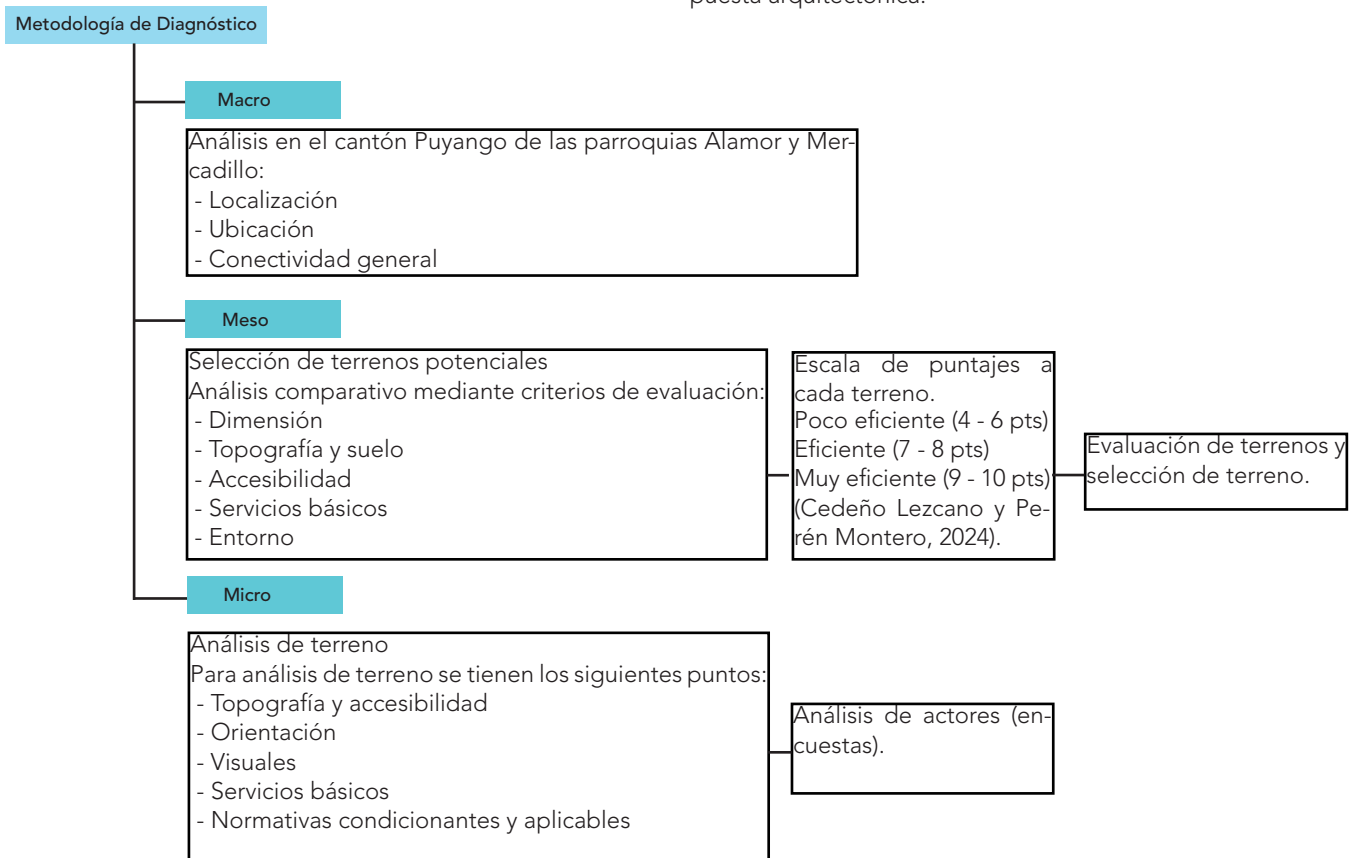 puesta arquitectónica.
Metodología de Diagnóstico
Macro
Análisis en el cantón Puyango de las parroquias Alamor y Mer-
cadillo:
- Localización
- Ubicación
- Conectividad general
Meso
Selección de terrenos potenciales
Análisis comparativo mediante criterios de evaluación:
- Dimensión
- Topografía y suelo
- Accesibilidad
- Servicios básicos
- Entorno
Escala de puntajes a
cada terreno.
Poco eficiente (4 - 6 pts)
Eficiente (7 - 8 pts)
Muy eficiente (9 - 10 pts)
(Cedeño Lezcano y Pe-
rén Montero, 2024).
Evaluación de terrenos y
selección de terreno.
Micro
Análisis de terreno
Para análisis de terreno se tienen los siguientes puntos:
- Topografía y accesibilidad
- Orientación
- Visuales
- Servicios básicos
- Normativas condicionantes y aplicables
Análisis de actores (en-
cuestas).